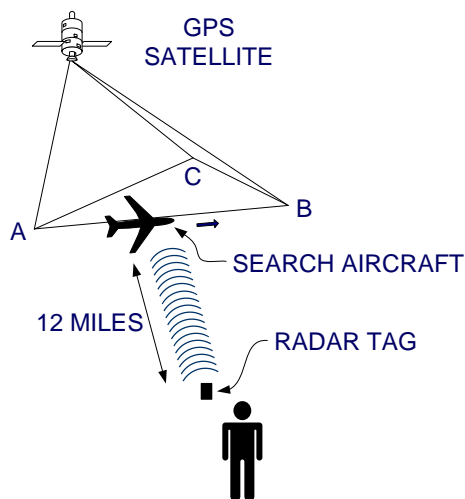 GPS
SATELLITE
C
B
A
SEARCH AIRCRAFT
12 MILES
RADAR TAG